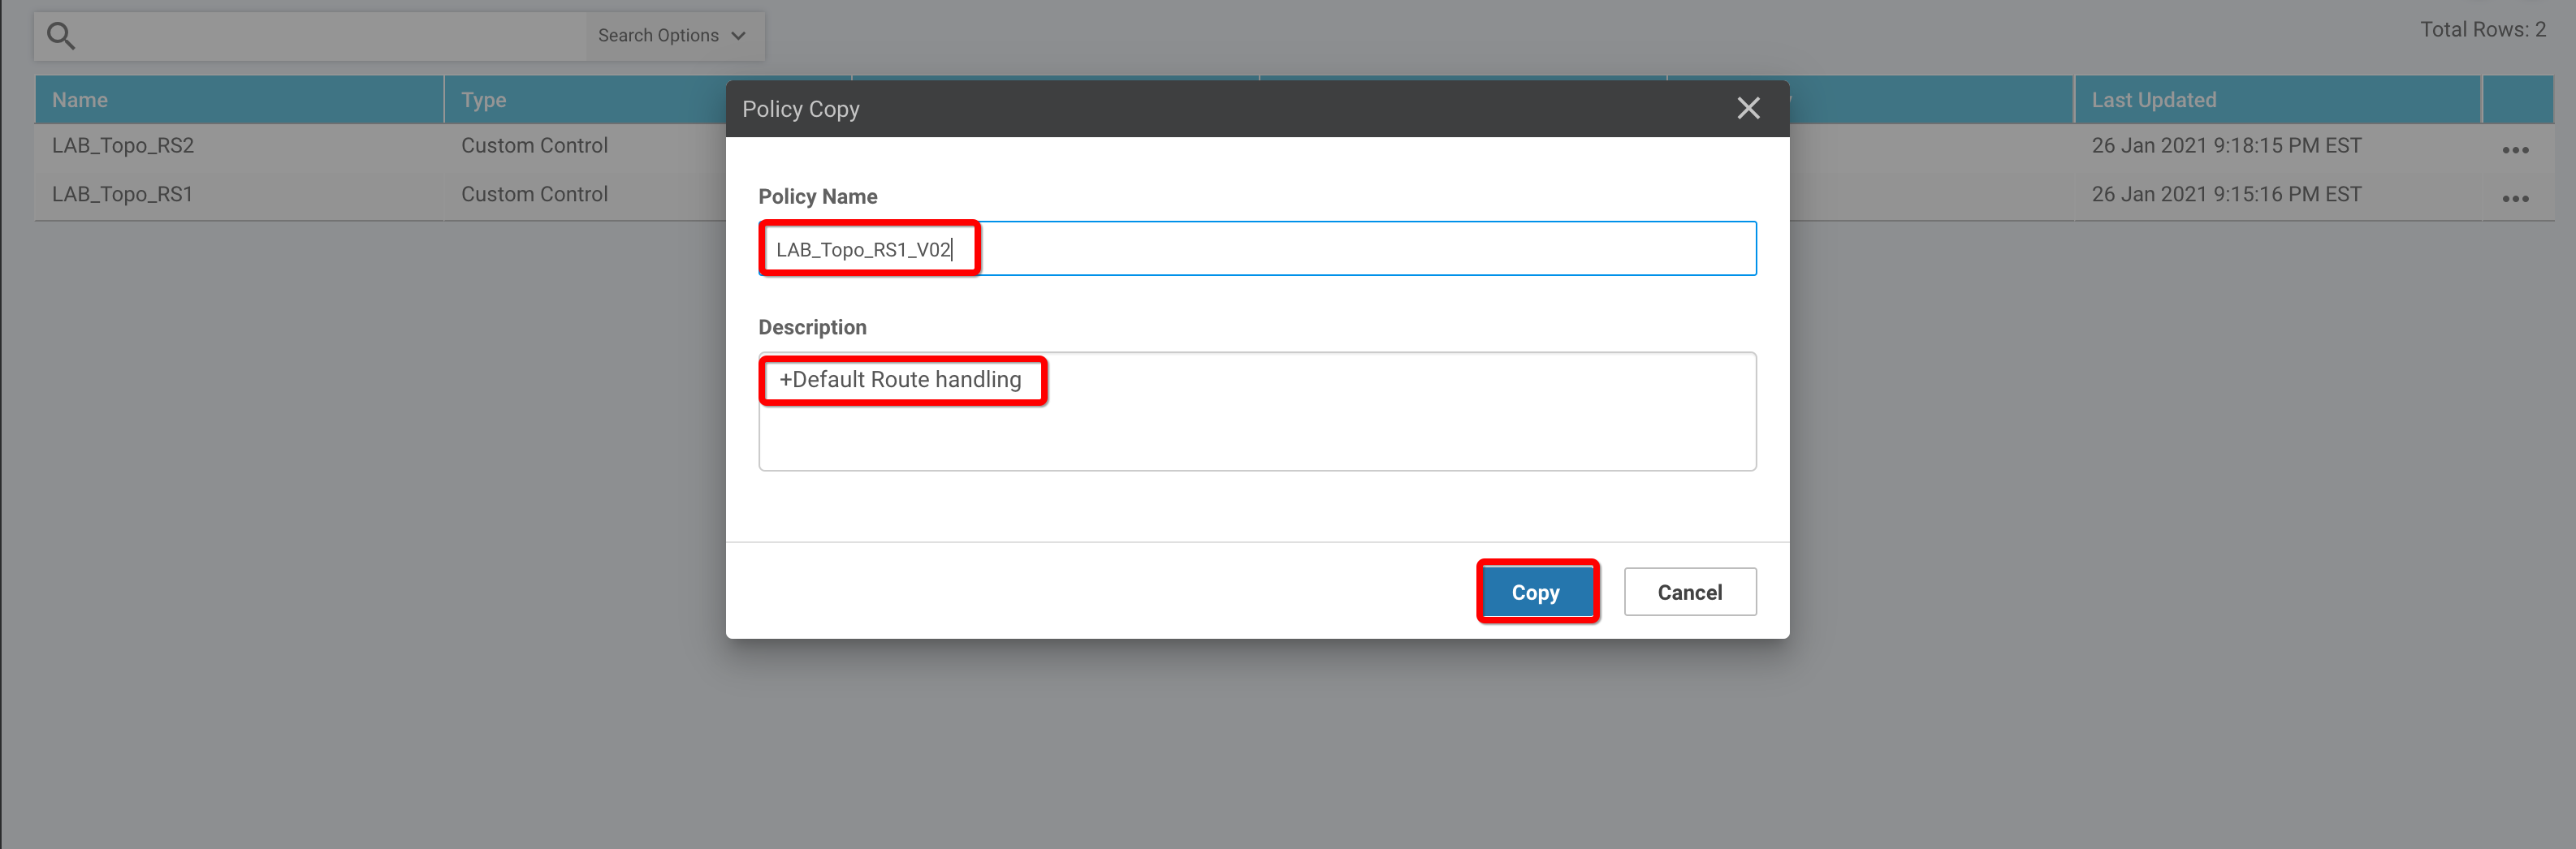 Search Options
Total Rows: 2
Name Type Last Updated
LAB_Topo_RS2 Custom Control 26 Jan 2021 9:18:15 PM EST
LAB_Topo_RS1 Custom Control 26 Jan 2021 9:15:16 PM EST
Policy Copy
Policy Name
LAB_Topo_RS1_V02
Description
+Default Route handling
Copy Cancel